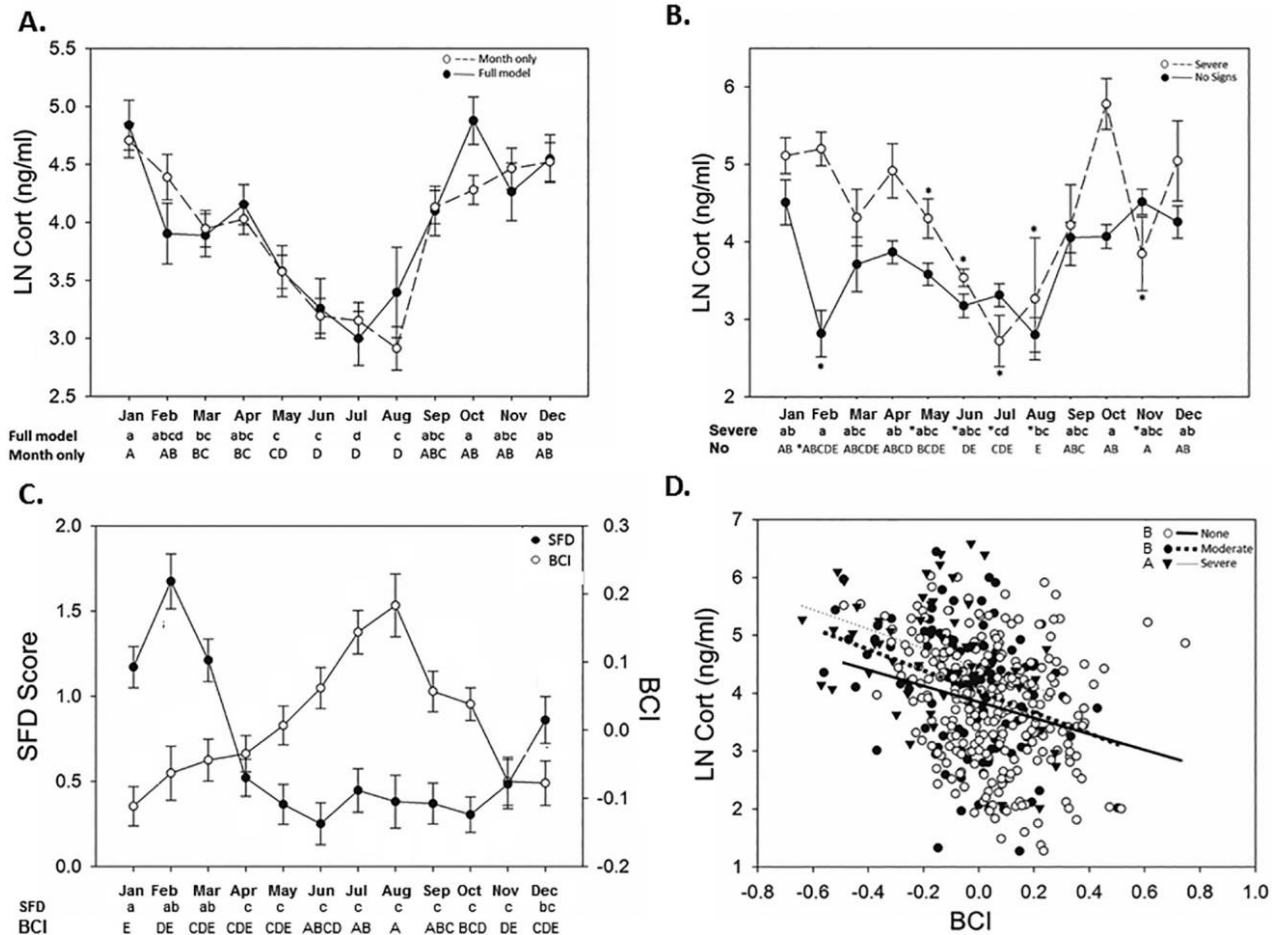 A.
5.5
5.0
4.5
4.0
3.5
3.0
2.5
LN Cort (ng/ml)
Month only
Full model
Jan Feb Mar Apr May Jun Jul Aug Sep Oct Nov Dec
Full model a abcd bc abc c c d c abc a abc ab
Month only A AB BC BC CD D D D ABC AB AB AB
B.
6
5
4
3
2
LN Cort (ng/ml)
Severe
No Signs
* * * * * *
Jan Feb Mar Apr May Jun Jul Aug Sep Oct Nov Dec
Severe ab a abc ab *abc *abc *cd *bc abc a *abc ab
No AB *ABCDE ABCDE ABCD BCDE DE CDE E ABC AB A AB
C.
2.0
1.5
1.0
0.5
0.0
SFD Score
SFD
BCI
0.3
0.2
0.1
0.0
-0.1
-0.2
BCI
Jan Feb Mar Apr May Jun Jul Aug Sep Oct Nov Dec
SFD a ab ab c c c c c c c c bc
BCI E DE CDE CDE CDE ABCD AB A ABC BCD DE CDE
D.
7
6
5
4
3
2
1
LN Cort (ng/ml)
B None
B Moderate
A Severe
-0.8 -0.6 -0.4 -0.2 0.0 0.2 0.4 0.6 0.8 1.0
BCI